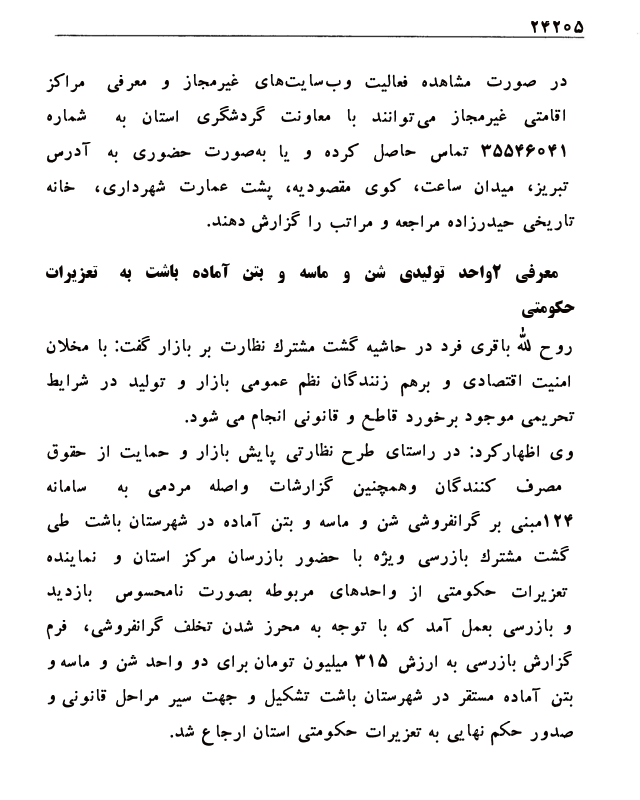 ۲۴۲۰۵
در صورت مشاهده فعالیت وب‌سایت‌های غیرمجاز و معرفی مراکز
اقامتی غیرمجاز می‌توانند با معاونت گردشگری استان به شماره
۳۵۵۴۶۰۴۱ تماس حاصل کرده و یا به‌صورت حضوری به آدرس
تبریز، میدان ساعت، کوی مقصودیه، پشت عمارت شهرداری، خانه
تاریخی حیدرزاده مراجعه و مراتب را گزارش دهند.
معرفی ۲واحد تولیدی شن و ماسه و بتن آماده باشت به تعزیرات
حکومتی
روح لله باقری فرد در حاشیه گشت مشترك نظارت بر بازار گفت: با مخلان
امنیت اقتصادی و برهم زنندگان نظم عمومی بازار و تولید در شرایط
تحریمی موجود برخورد قاطع و قانونی انجام می شود.
وی اظهارکرد: در راستای طرح نظارتی پایش بازار و حمایت از حقوق
مصرف کنندگان وهمچنین گزارشات واصله مردمی به سامانه
۱۲۴مبنی بر گرانفروشی شن و ماسه و بتن آماده در شهرستان باشت طی
گشت مشترك بازرسی ویژه با حضور بازرسان مرکز استان و نماینده
تعزیرات حکومتی از واحدهای مربوطه بصورت نامحسوس بازدید
و بازرسی بعمل آمد که با توجه به محرز شدن تخلف گرانفروشی، فرم
گزارش بازرسی به ارزش ۳۱۵ میلیون تومان برای دو واحد شن و ماسه و
بتن آماده مستقر در شهرستان باشت تشکیل و جهت سیر مراحل قانونی و
صدور حکم نهایی به تعزیرات حکومتی استان ارجاع شد.